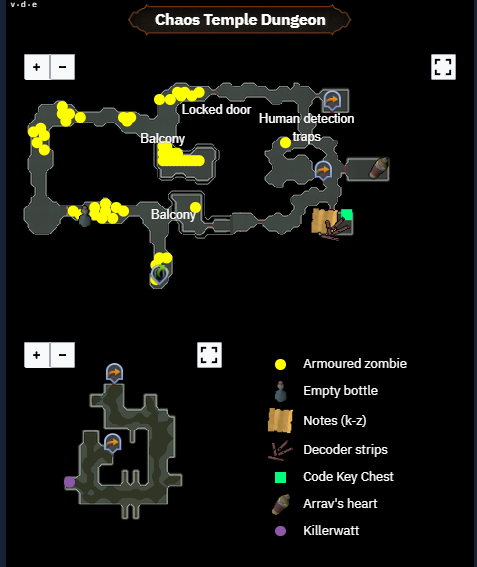 v·d·e
Chaos Temple Dungeon
+ −
Locked door
Human detection
traps
Balcony
Balcony
+ −
Armoured zombie
Empty bottle
Notes (k-z)
Decoder strips
Code Key Chest
Arrav's heart
Killerwatt